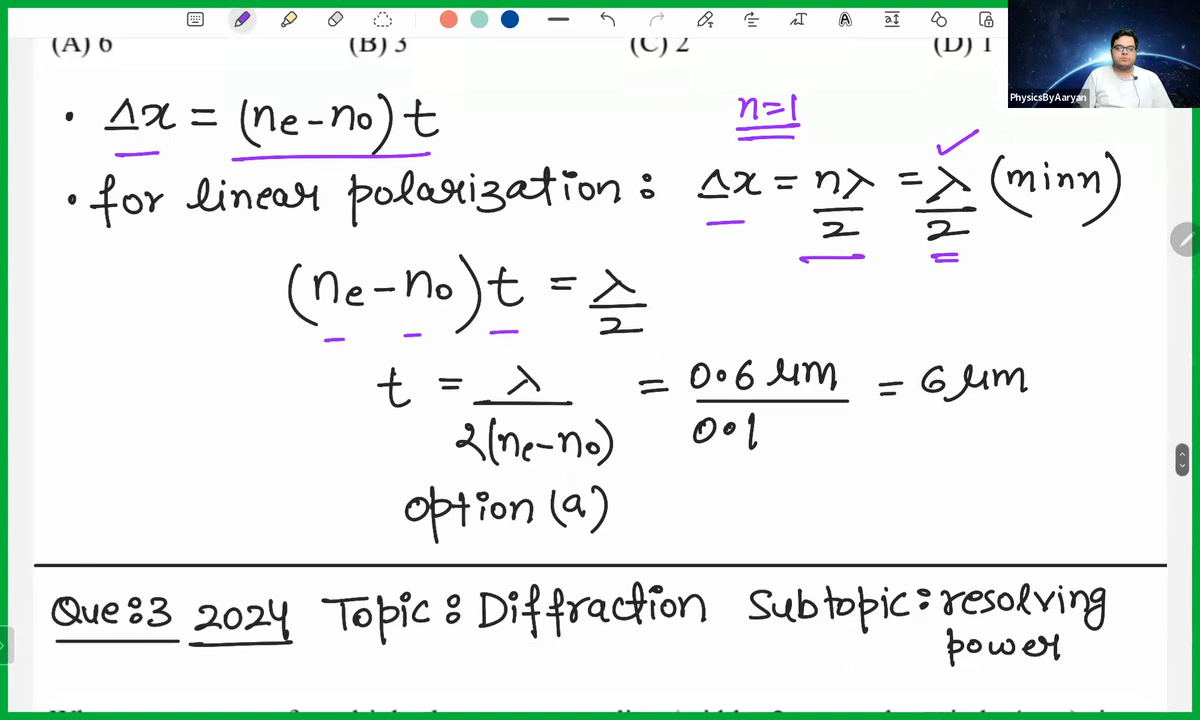 (A) 6 (B) 3 (C) 2 (D) 1
PhysicsByAaryan
• Δx = (ne - no) t
n=1
• for linear polarization : Δx = nλ/2 = λ/2 (minm)
(ne - no) t = λ/2
t = λ/2(ne-no) = 0.6 μm/0.1 = 6 μm
option (a)
Que:3 2024 Topic : Diffraction Subtopic : resolving
power